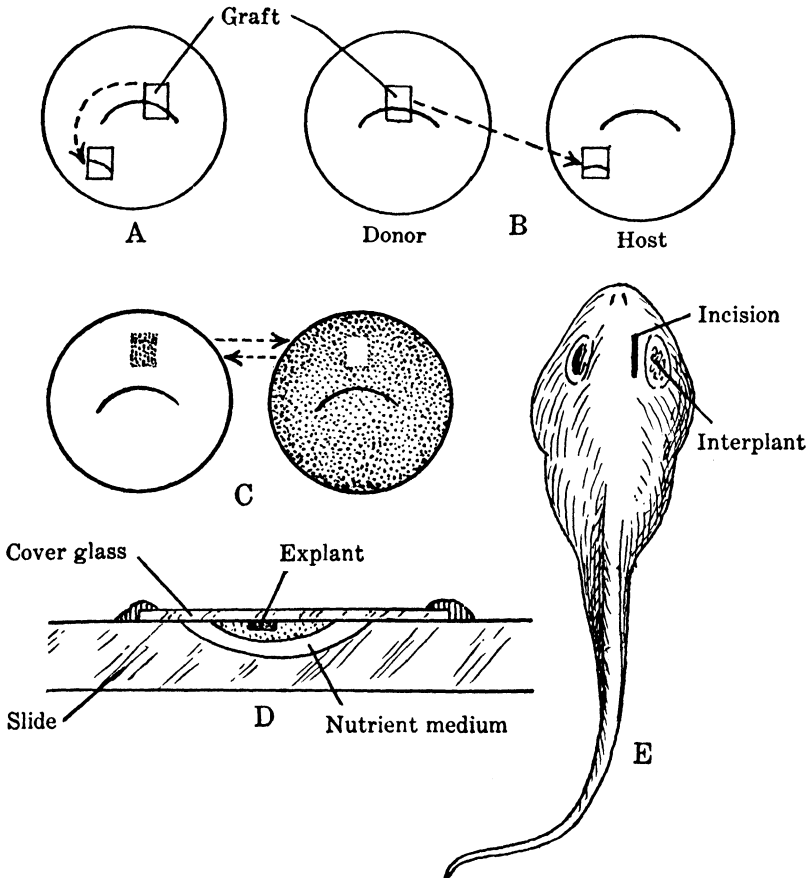 Graft
A
Donor
B
Host
C
Incision
Interplant
Cover glass
Explant
Slide
D
Nutrient medium
E